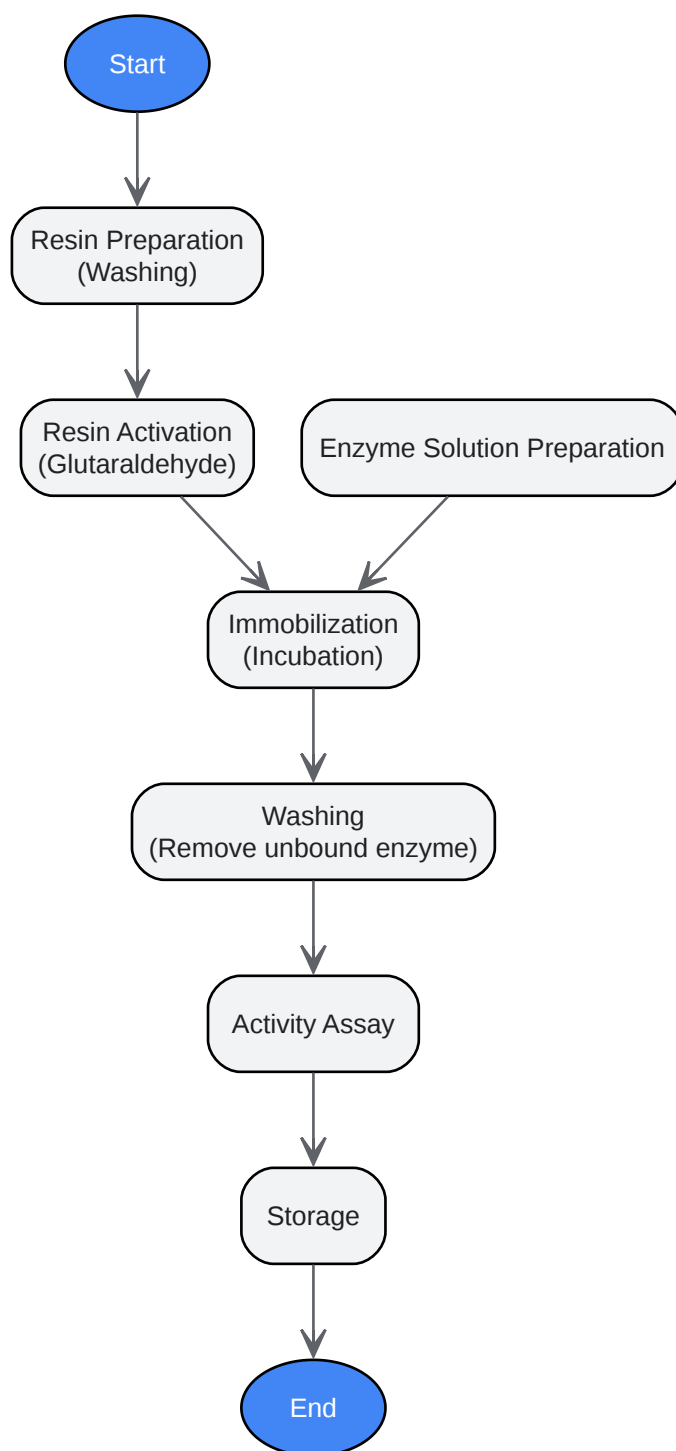 Start
Resin Preparation
(Washing)
Resin Activation
(Glutaraldehyde)
Enzyme Solution Preparation
Immobilization
(Incubation)
Washing
(Remove unbound enzyme)
Activity Assay
Storage
End